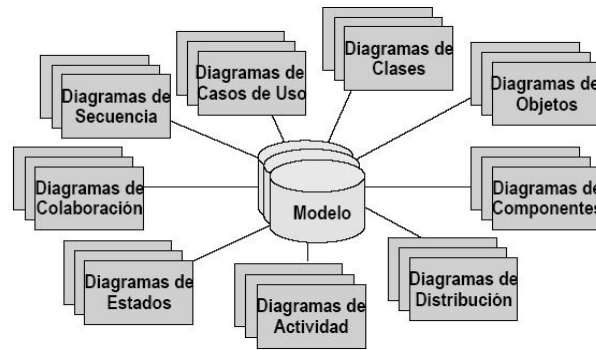 Diagramas de
Casos de Uso
Diagramas de
Clases
Diagramas de
Secuencia
Diagramas de
Objetos
Diagramas de
Colaboración
Modelo
Diagramas de
Componentes
Diagramas de
Estados
Diagramas de
Actividad
Diagramas de
Distribución